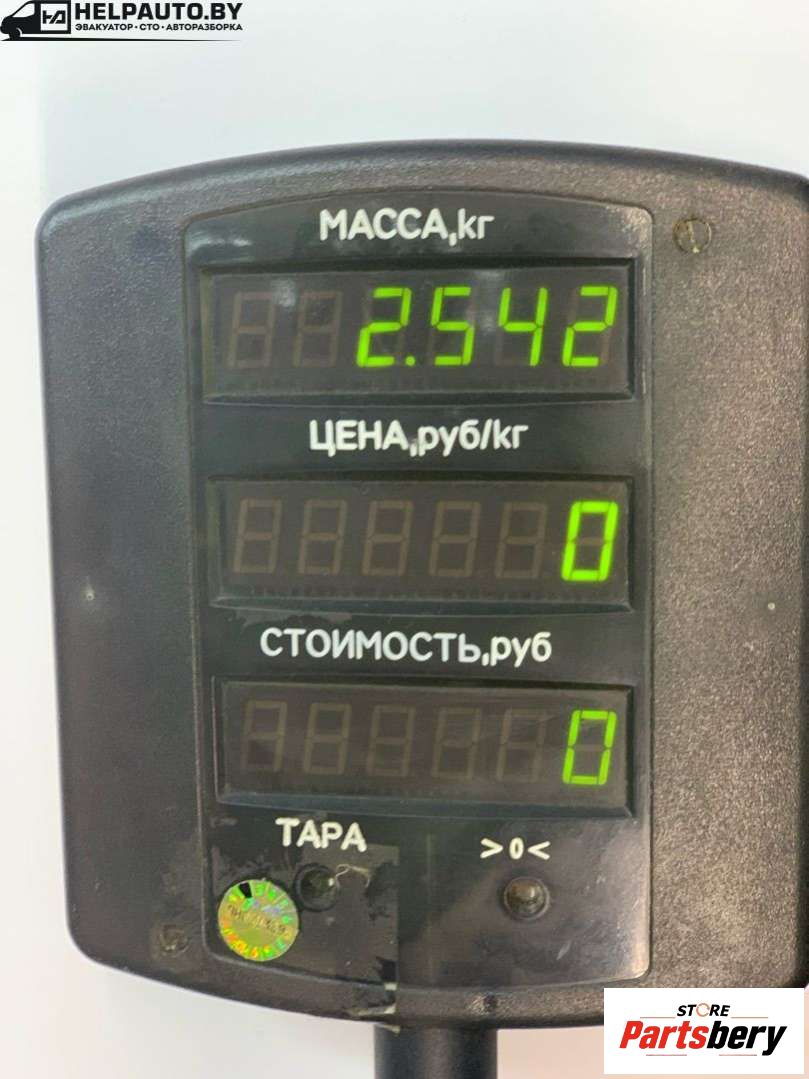 HELPAUTO.BY
ЭВАКУАТОР·СТО·АВТОРАЗБОРКА
МАССА,кг
2.542
ЦЕНА,руб/кг
0
СТОИМОСТЬ,руб
0
ТАРА >0<
STORE
Partsbery